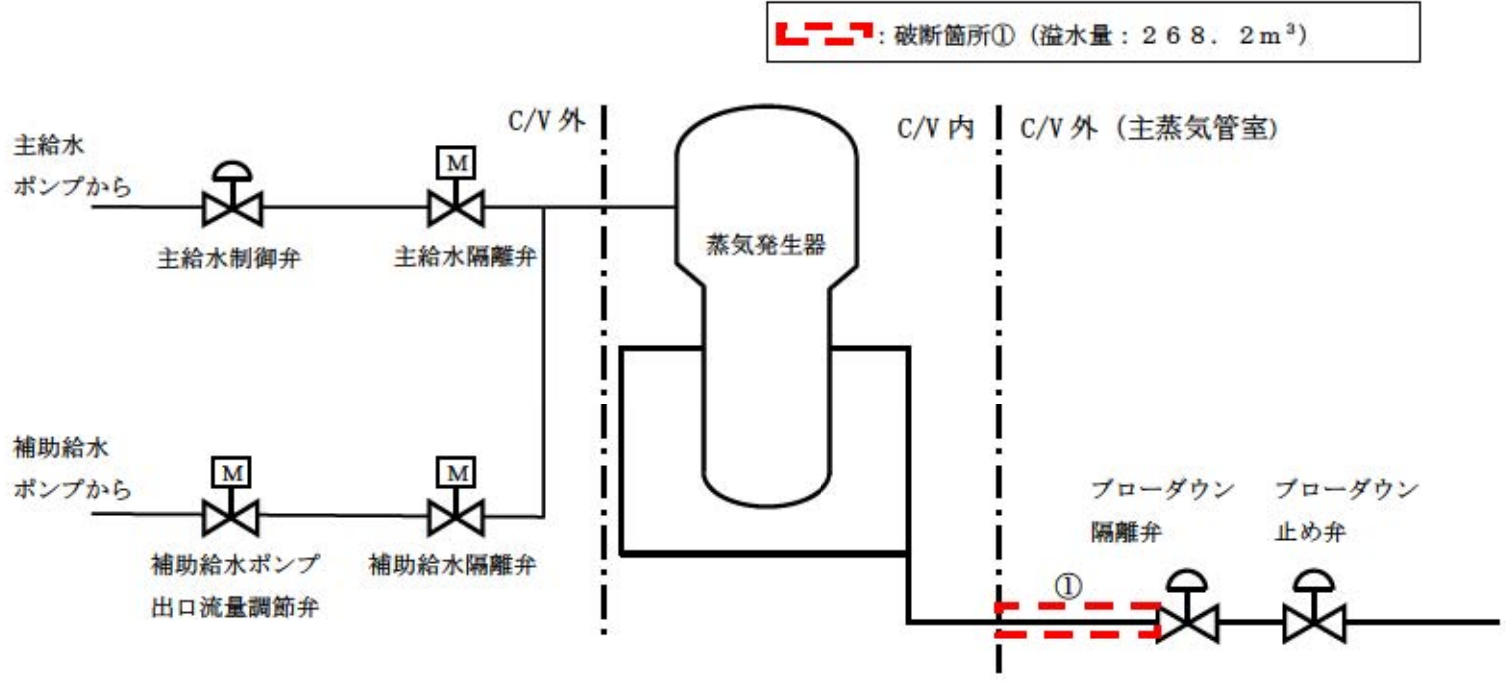 ：破断箇所①（溢水量：２６８．２m³）
C/V 外
C/V 内
C/V 外（主蒸気管室）
主給水
ポンプから
M
主給水制御弁
主給水隔離弁
蒸気発生器
補助給水
ポンプから
M
M
補助給水ポンプ
出口流量調節弁
補助給水隔離弁
ブローダウン
隔離弁
ブローダウン
止め弁
①